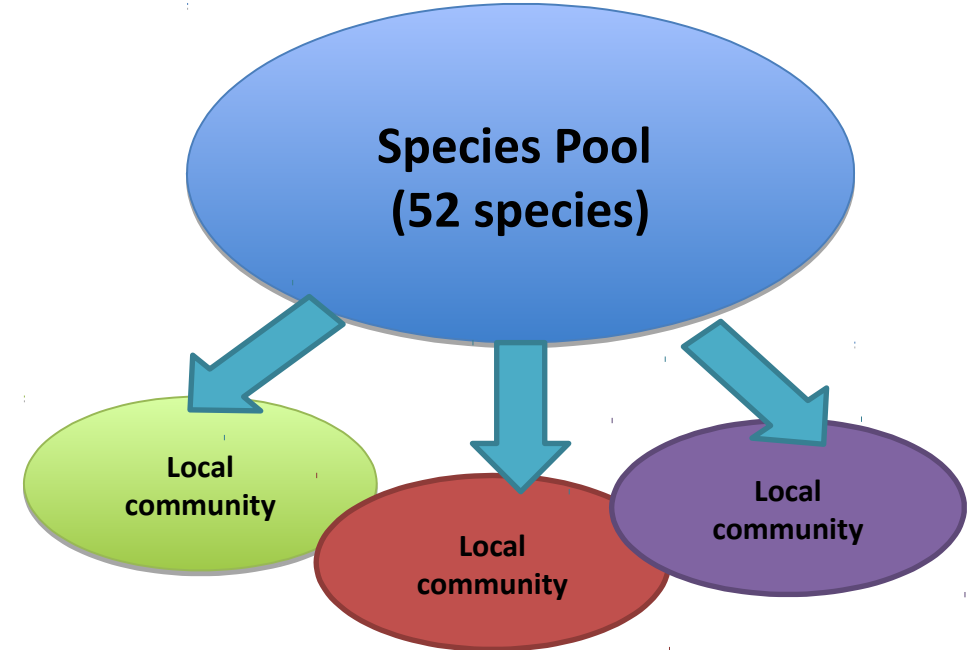 Species Pool
(52 species)
Local
community
Local
community
Local
community